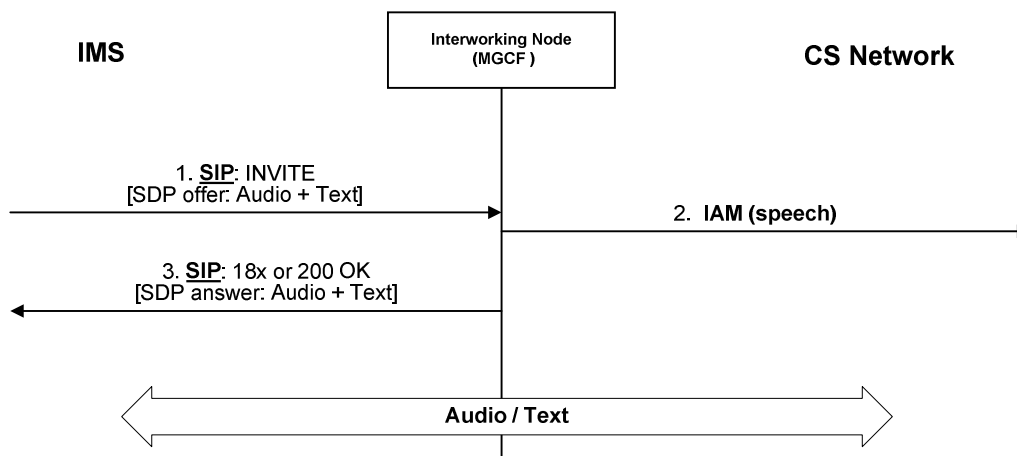 IMS
Interworking Node
(MGCF )
CS Network
1. SIP: INVITE
[SDP offer: Audio + Text]
2. IAM (speech)
3. SIP: 18x or 200 OK
[SDP answer: Audio + Text]
Audio / Text